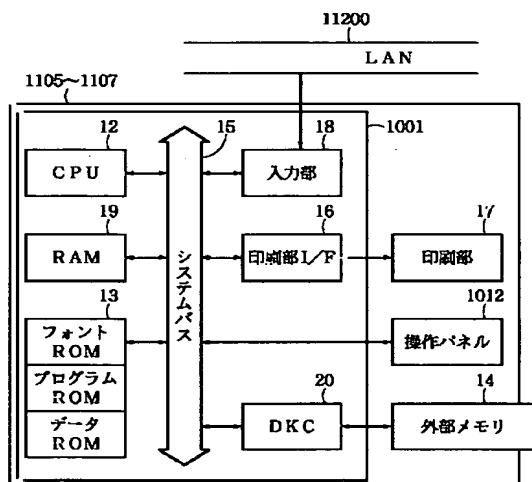 11200
LAN
1105~1107
1001
12
CPU
15
18
入力部
19
RAM
16
印刷部I/F
17
印刷部
システムバス
13
フォント
ROM
プログラム
ROM
データ
ROM
1012
操作パネル
20
DKC
14
外部メモリ